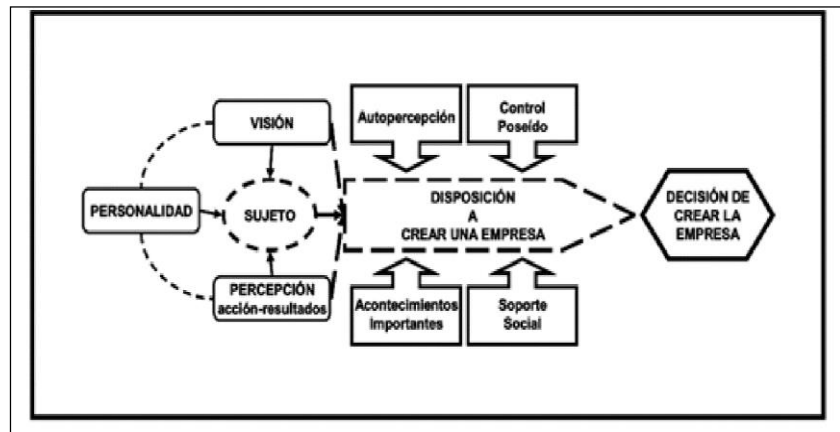 VISIÓN
PERSONALIDAD
SUJETO
PERCEPCIÓN
acción-resultados
Autopercepción
Control
Poseído
DISPOSICIÓN
A
CREAR UNA EMPRESA
Acontecimientos
Importantes
Soporte
Social
DECISIÓN DE
CREAR LA
EMPRESA